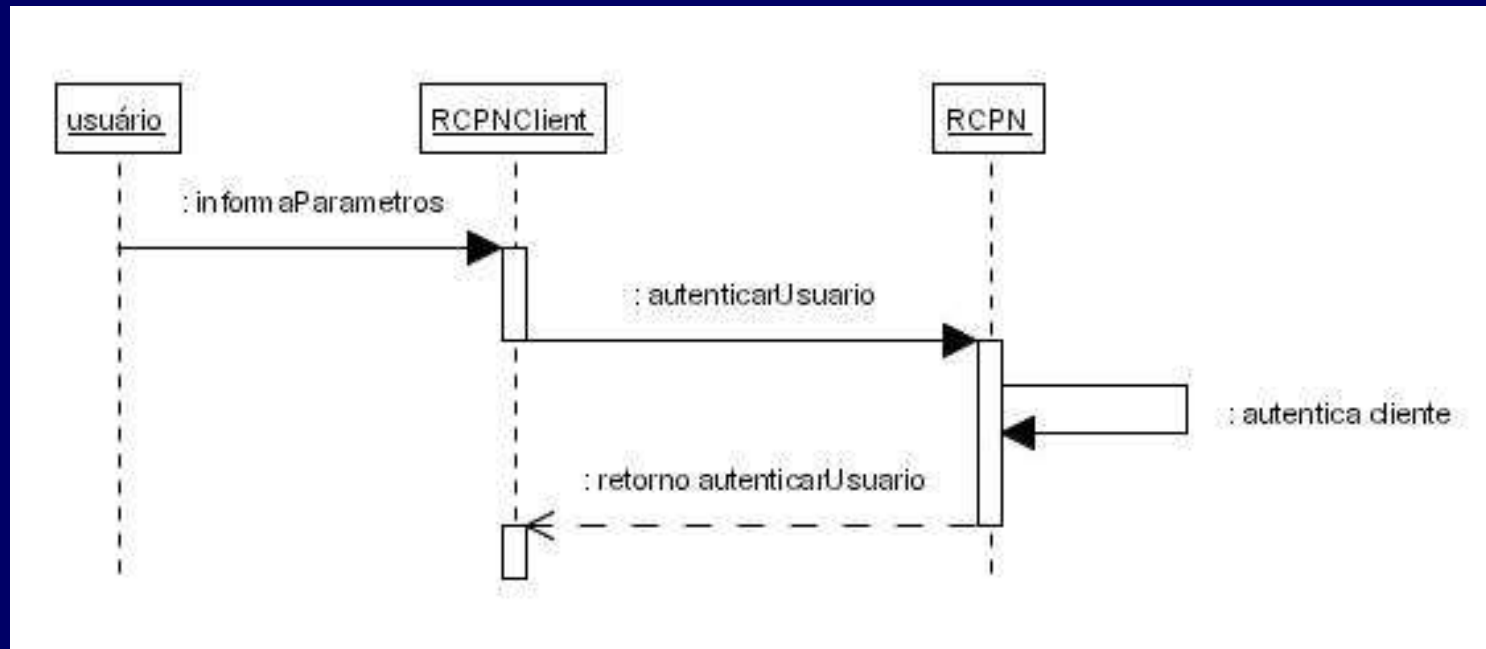 usuário
RCPNClient
RCPN
: informaParametros
: autenticarUsuario
: autentica cliente
: retorno autenticarUsuario